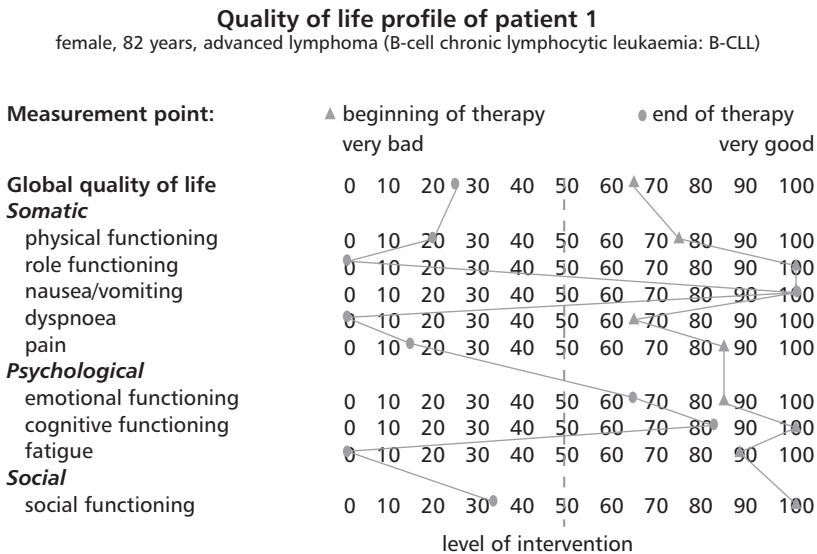 Quality of life profile of patient 1
female, 82 years, advanced lymphoma (B-cell chronic lymphocytic leukaemia: B-CLL)
Measurement point: beginning of therapy end of therapy
very bad very good
Global quality of life 0 10 20 30 40 50 60 70 80 90 100
Somatic
physical functioning 0 10 20 30 40 50 60 70 80 90 100
role functioning 0 10 20 30 40 50 60 70 80 90 100
nausea/vomiting 0 10 20 30 40 50 60 70 80 90 100
dyspnoea 0 10 20 30 40 50 60 70 80 90 100
pain 0 10 20 30 40 50 60 70 80 90 100
Psychological
emotional functioning 0 10 20 30 40 50 60 70 80 90 100
cognitive functioning 0 10 20 30 40 50 60 70 80 90 100
fatigue 0 10 20 30 40 50 60 70 80 90 100
Social
social functioning 0 10 20 30 40 50 60 70 80 90 100
level of intervention